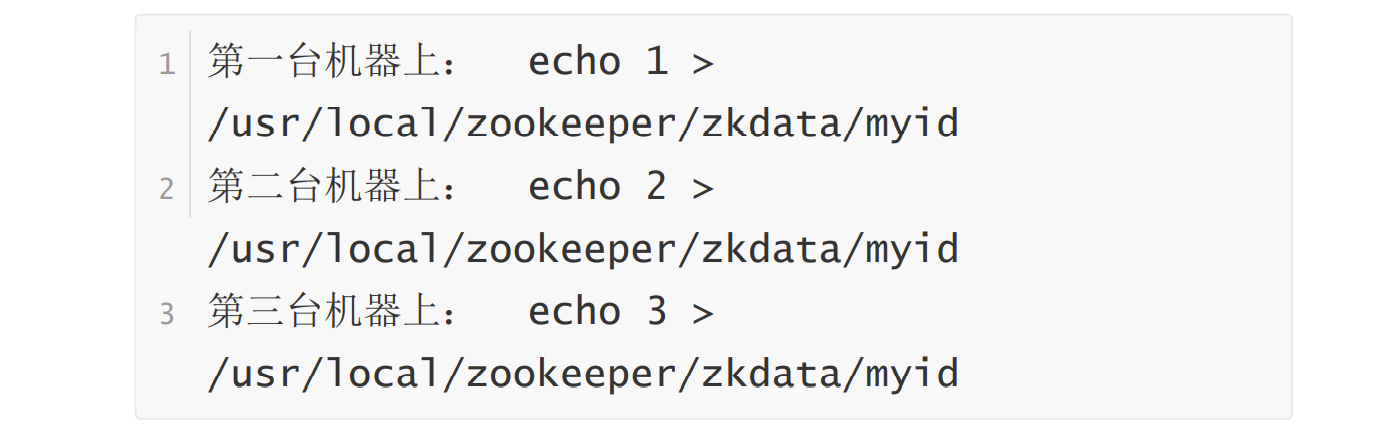 1 第一台机器上：  echo 1 >
/usr/local/zookeeper/zkdata/myid
2 第二台机器上：  echo 2 >
/usr/local/zookeeper/zkdata/myid
3 第三台机器上：  echo 3 >
/usr/local/zookeeper/zkdata/myid